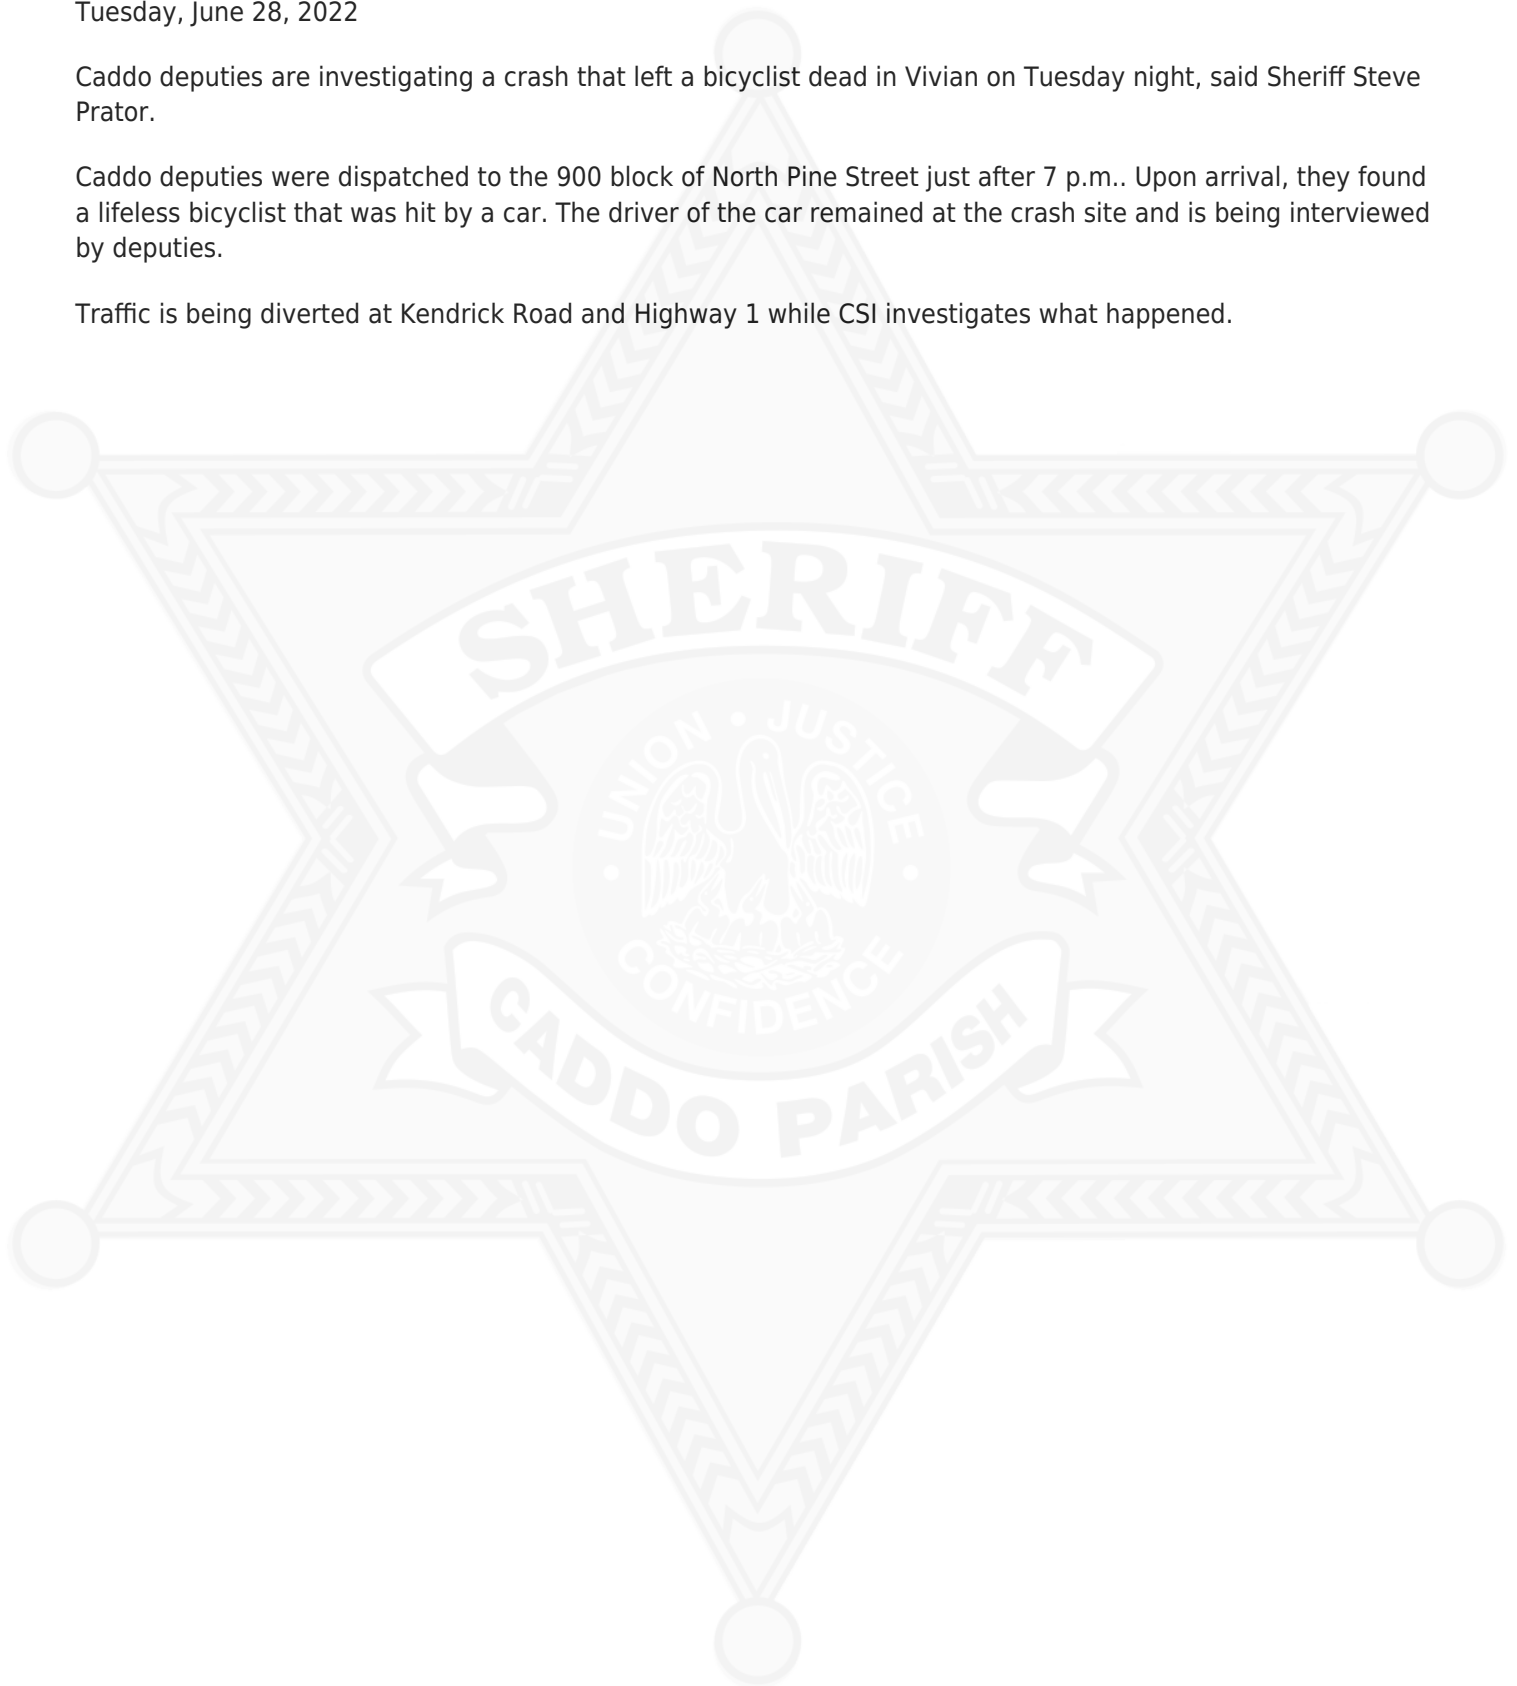 Tuesday, June 28, 2022
Caddo deputies are investigating a crash that left a bicyclist dead in Vivian on Tuesday night, said Sheriff Steve
Prator.
Caddo deputies were dispatched to the 900 block of North Pine Street just after 7 p.m.. Upon arrival, they found
a lifeless bicyclist that was hit by a car. The driver of the car remained at the crash site and is being interviewed
by deputies.
Traffic is being diverted at Kendrick Road and Highway 1 while CSI investigates what happened.
SHERIFF
UNION • JUSTICE
• CONFIDENCE •
CADDO PARISH